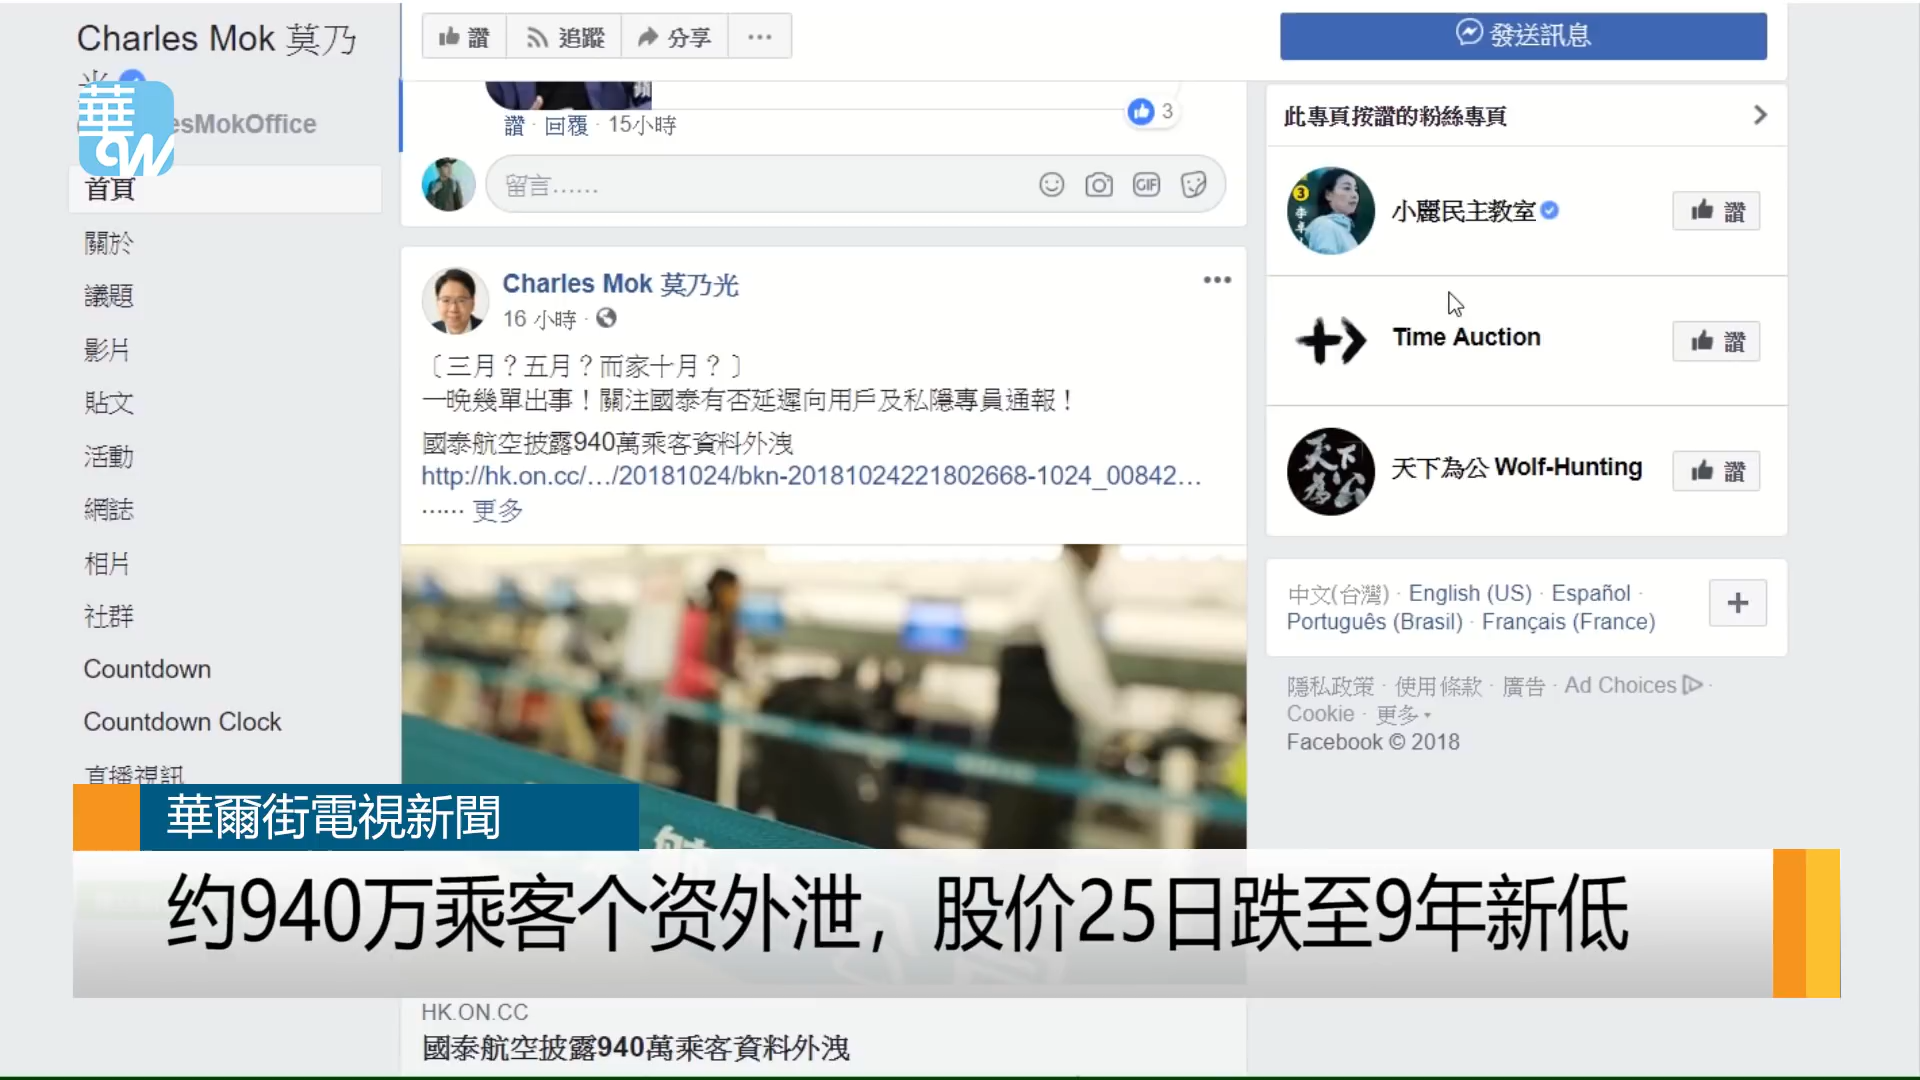 Charles Mok 莫乃
光
esMokOffice
華
CW
首頁
關於
議題
影片
貼文
活動
網誌
相片
社群
Countdown
Countdown Clock
直播視訊
讚 追蹤 分享 ...
發送訊息
讚 · 回覆 · 15小時
3
留言......
GIF
Charles Mok 莫乃光
16 小時 ·
〔三月？五月？而家十月？〕
一晚幾單出事！關注國泰有否延遲向用戶及私隱專員通報！
國泰航空披露940萬乘客資料外洩
http://hk.on.cc/…/20181024/bkn-20181024221802668-1024_00842…
…… 更多
HK.ON.CC
國泰航空披露940萬乘客資料外洩
此專頁按讚的粉絲專頁
小麗民主教室
讚
Time Auction
讚
天下為公 Wolf-Hunting
讚
中文(台灣) · English (US) · Español ·
Português (Brasil) · Français (France)
隱私政策 · 使用條款 · 廣告 · Ad Choices ·
Cookie · 更多
Facebook © 2018
華爾街電視新聞
约940万乘客个资外泄，股价25日跌至9年新低